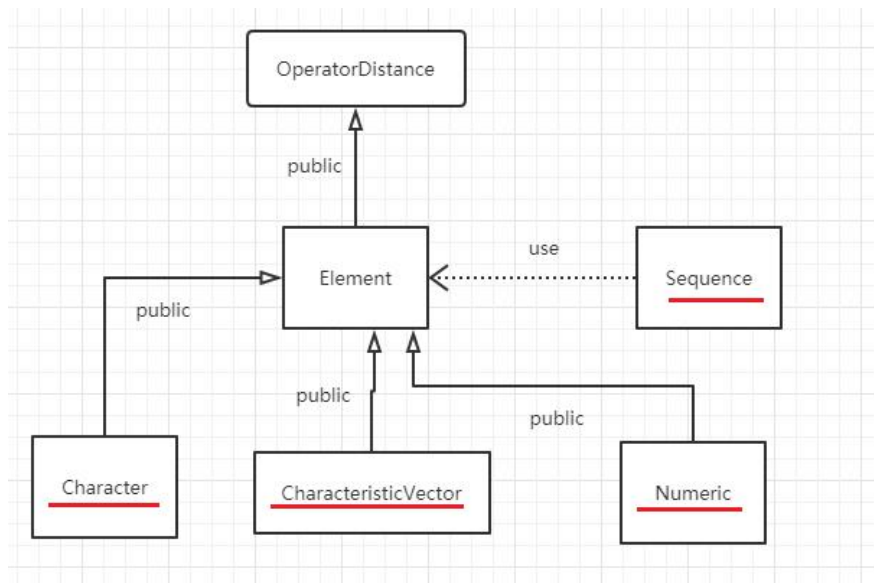 OperatorDistance
public
use
Element
Sequence
public
public
public
Character
CharacteristicVector
Numeric